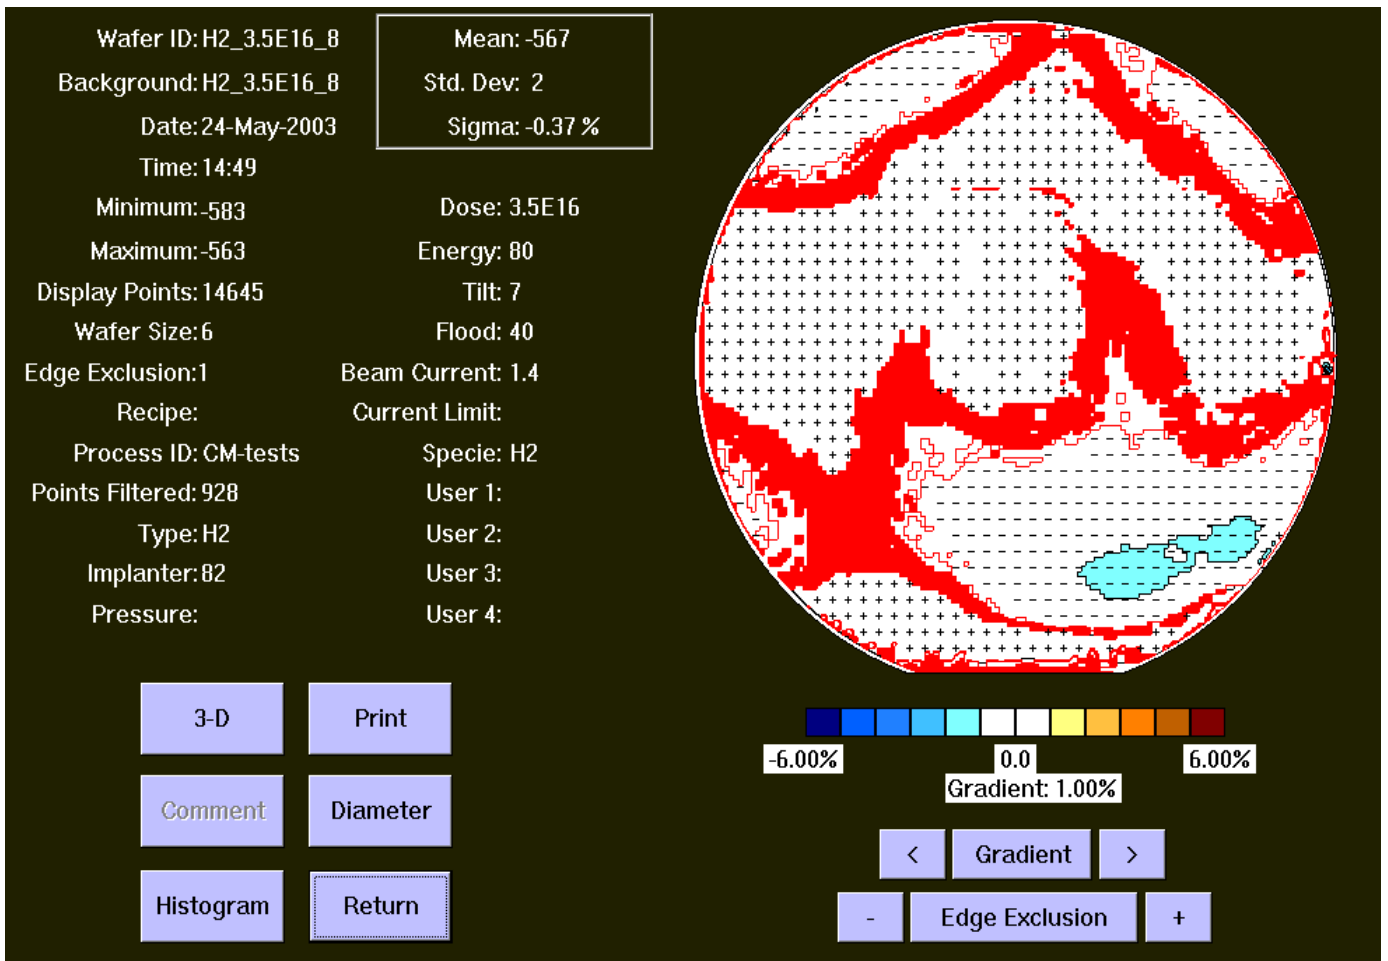 Wafer ID: H2_3.5E16_8
Mean: -567
Background: H2_3.5E16_8
Std. Dev: 2
Date: 24-May-2003
Sigma: -0.37 %
Time: 14:49
Minimum: -583
Dose: 3.5E16
Maximum: -563
Energy: 80
Display Points: 14645
Tilt: 7
Wafer Size: 6
Flood: 40
Edge Exclusion: 1
Beam Current: 1.4
Recipe:
Current Limit:
Process ID: CM-tests
Specie: H2
Points Filtered: 928
User 1:
Type: H2
User 2:
Implanter: 82
User 3:
Pressure:
User 4:
3-D
Print
Comment
Diameter
Histogram
Return
-6.00%
0.0
6.00%
Gradient: 1.00%
<
Gradient
>
-
Edge Exclusion
+